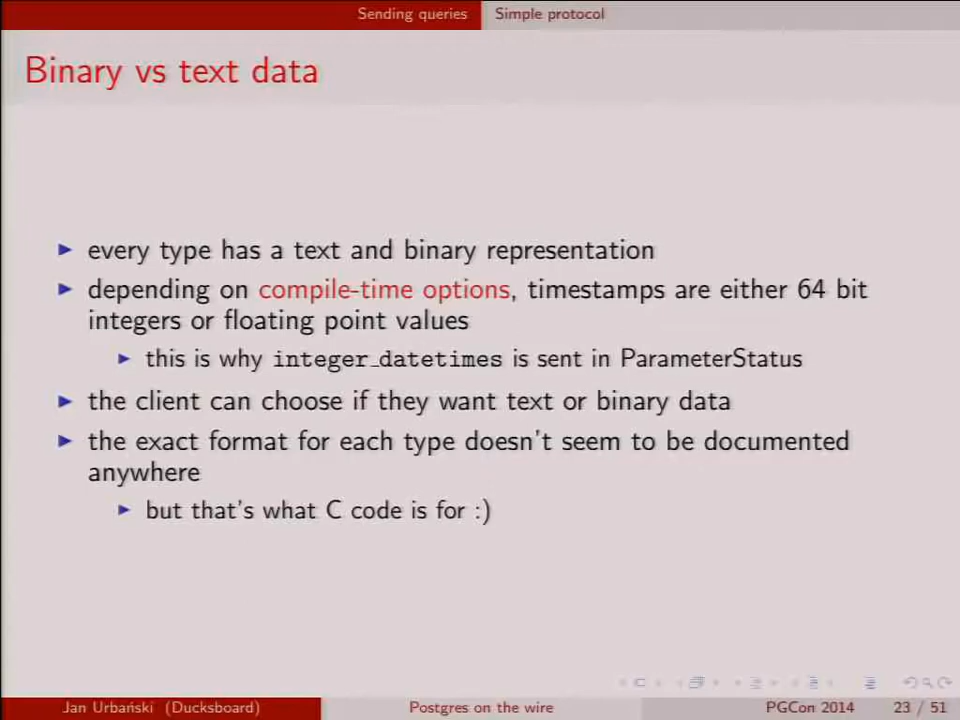 Sending queries Simple protocol
Binary vs text data
every type has a text and binary representation
depending on compile-time options, timestamps are either 64 bit
integers or floating point values
this is why integer_datetimes is sent in ParameterStatus
the client can choose if they want text or binary data
the exact format for each type doesn't seem to be documented
anywhere
but that's what C code is for :)
Jan Urbański (Ducksboard) Postgres on the wire PGCon 2014 23 / 51